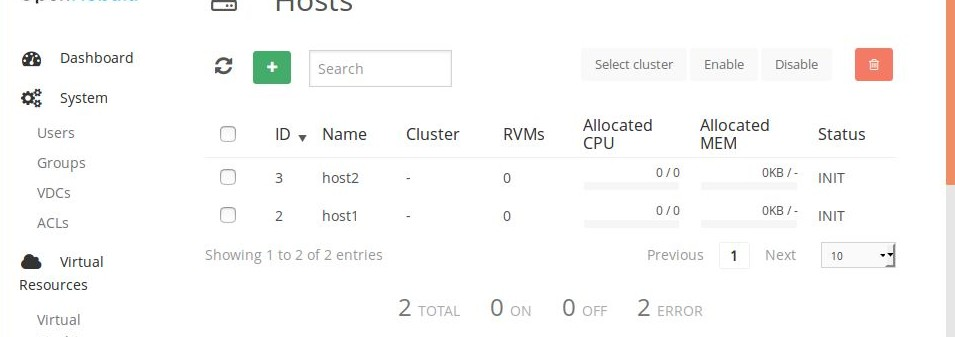 Hosts
Dashboard
System
Users
Groups
VDCs
ACLs
Virtual
Resources
Virtual
Search
Select cluster Enable Disable
ID Name Cluster RVMs Allocated CPU Allocated MEM Status
3 host2 - 0 0 / 0 0KB / - INIT
2 host1 - 0 0 / 0 0KB / - INIT
Showing 1 to 2 of 2 entries Previous 1 Next 10
2 TOTAL 0 ON 0 OFF 2 ERROR